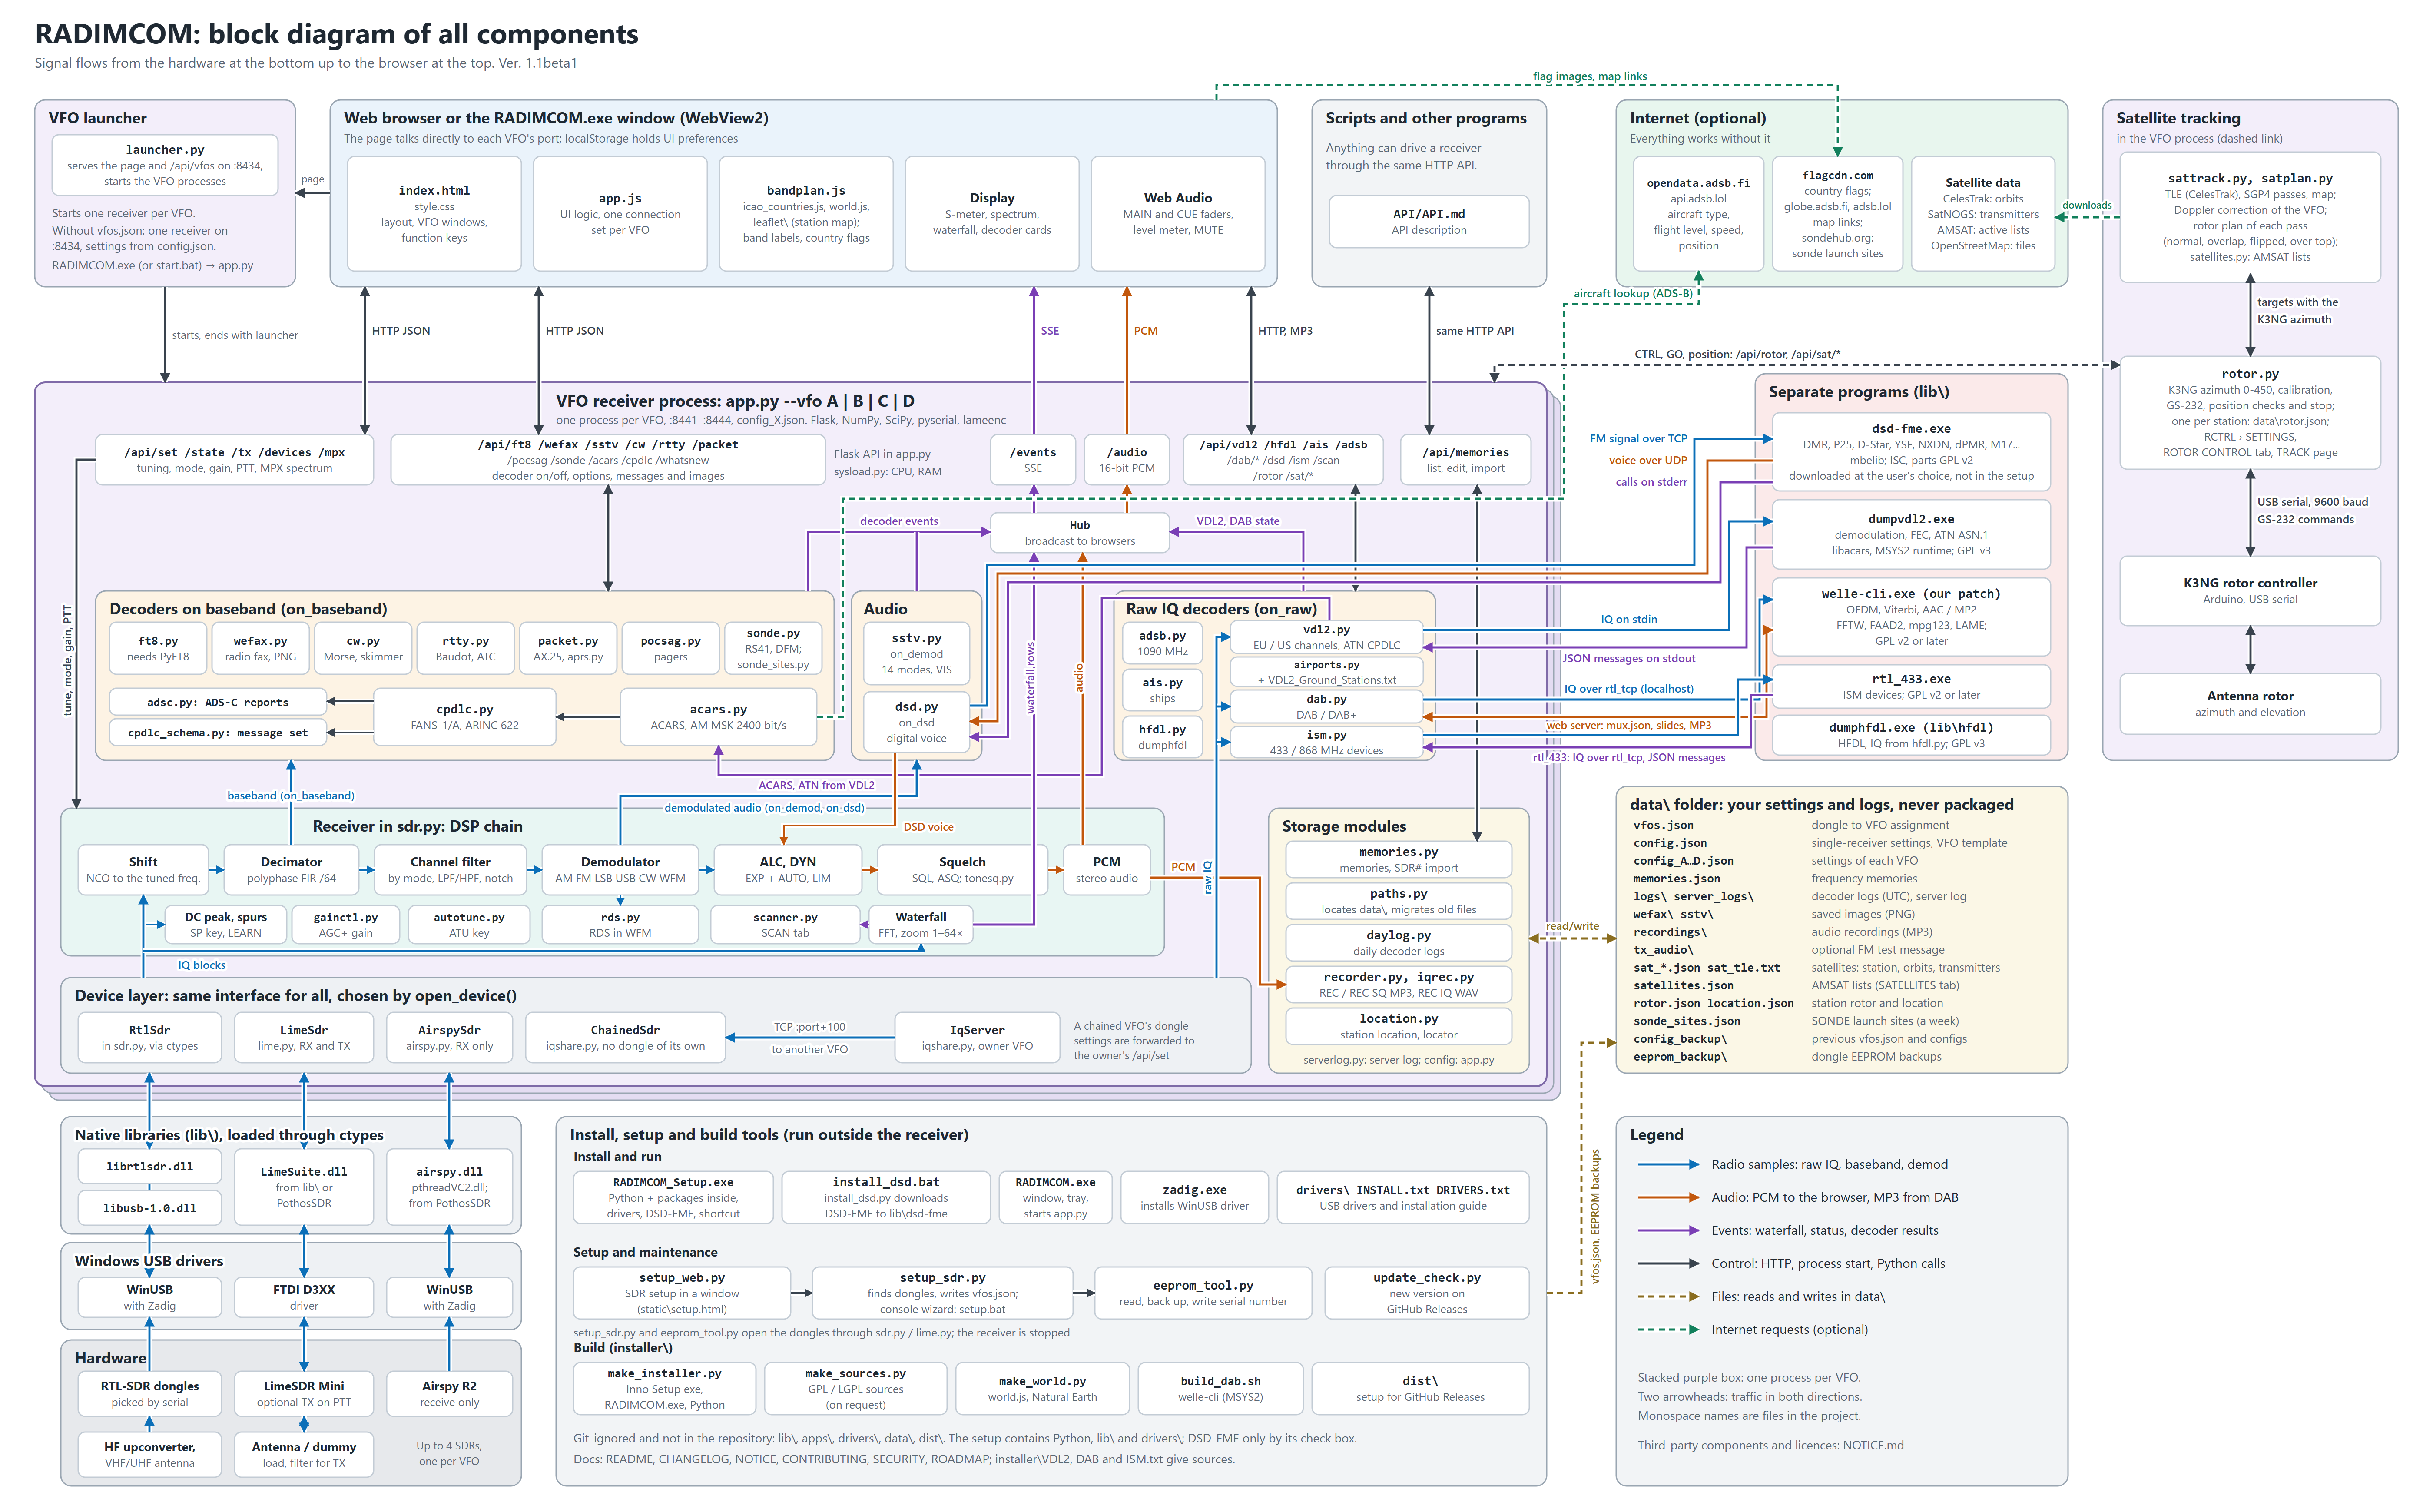 RADIMCOM: block diagram of all components
Signal flows from the hardware at the bottom up to the browser at the top. Ver. 1.1beta1
flag images, map links
VFO launcher
launcher.py
serves the page and /api/vfos on :8434,
starts the VFO processes
Starts one receiver per VFO.
Without vfos.json: one receiver on
:8434, settings from config.json.
RADIMCOM.exe (or start.bat) → app.py
page
Web browser or the RADIMCOM.exe window (WebView2)
The page talks directly to each VFO's port; localStorage holds UI preferences
index.html
style.css
layout, VFO windows,
function keys
app.js
UI logic, one connection
set per VFO
bandplan.js
icao_countries.js, world.js,
leaflet\ (station map);
band labels, country flags
Display
S-meter, spectrum,
waterfall, decoder cards
Web Audio
MAIN and CUE faders,
level meter, MUTE
Scripts and other programs
Anything can drive a receiver
through the same HTTP API.
API/API.md
API description
Internet (optional)
Everything works without it
opendata.adsb.fi
api.adsb.lol
aircraft type,
flight level, speed,
position
flagcdn.com
country flags;
globe.adsb.fi, adsb.lol
map links;
sondehub.org:
sonde launch sites
Satellite data
CelesTrak: orbits
SatNOGS: transmitters
AMSAT: active lists
OpenStreetMap: tiles
downloads
Satellite tracking
in the VFO process (dashed link)
sattrack.py, satplan.py
TLE (CelesTrak), SGP4 passes, map;
Doppler correction of the VFO;
rotor plan of each pass
(normal, overlap, flipped, over top);
satellites.py: AMSAT lists
targets with the
K3NG azimuth
rotor.py
K3NG azimuth 0-450, calibration,
GS-232, position checks and stop;
one per station: data\rotor.json;
RCTRL › SETTINGS,
ROTOR CONTROL tab, TRACK page
USB serial, 9600 baud
GS-232 commands
K3NG rotor controller
Arduino, USB serial
Antenna rotor
azimuth and elevation
starts, ends with launcher
HTTP JSON
HTTP JSON
SSE
PCM
HTTP, MP3
same HTTP API
aircraft lookup (ADS-B)
CTRL, GO, position: /api/rotor, /api/sat/*
VFO receiver process: app.py --vfo A | B | C | D
one process per VFO, :8441–:8444, config_X.json. Flask, NumPy, SciPy, pyserial, lameenc
/api/set /state /tx /devices /mpx
tuning, mode, gain, PTT, MPX spectrum
/api/ft8 /wefax /sstv /cw /rtty /packet
/pocsag /sonde /acars /cpdlc /whatsnew
decoder on/off, options, messages and images
Flask API in app.py
sysload.py: CPU, RAM
/events
SSE
/audio
16-bit PCM
/api/vdl2 /hfdl /ais /adsb
/dab/* /dsd /ism /scan
/rotor /sat/*
/api/memories
list, edit, import
decoder events
Hub
broadcast to browsers
VDL2, DAB state
tune, mode, gain, PTT
Decoders on baseband (on_baseband)
ft8.py
needs PyFT8
wefax.py
radio fax, PNG
cw.py
Morse, skimmer
rtty.py
Baudot, ATC
packet.py
AX.25, aprs.py
pocsag.py
pagers
sonde.py
RS41, DFM;
sonde_sites.py
adsc.py: ADS-C reports
cpdlc_schema.py: message set
cpdlc.py
FANS-1/A, ARINC 622
acars.py
ACARS, AM MSK 2400 bit/s
Audio
sstv.py
on_demod
14 modes, VIS
dsd.py
on_dsd
digital voice
waterfall rows
audio
Raw IQ decoders (on_raw)
adsb.py
1090 MHz
ais.py
ships
hfdl.py
dumphfdl
vdl2.py
EU / US channels, ATN CPDLC
airports.py
+ VDL2_Ground_Stations.txt
dab.py
DAB / DAB+
ism.py
433 / 868 MHz devices
FM signal over TCP
voice over UDP
calls on stderr
IQ on stdin
JSON messages on stdout
IQ over rtl_tcp (localhost)
web server: mux.json, slides, MP3
rtl_433: IQ over rtl_tcp, JSON messages
Separate programs (lib\)
dsd-fme.exe
DMR, P25, D-Star, YSF, NXDN, dPMR, M17...
mbelib; ISC, parts GPL v2
downloaded at the user's choice, not in the setup
dumpvdl2.exe
demodulation, FEC, ATN ASN.1
libacars, MSYS2 runtime; GPL v3
welle-cli.exe (our patch)
OFDM, Viterbi, AAC / MP2
FFTW, FAAD2, mpg123, LAME;
GPL v2 or later
rtl_433.exe
ISM devices; GPL v2 or later
dumphfdl.exe (lib\hfdl)
HFDL, IQ from hfdl.py; GPL v3
baseband (on_baseband)
ACARS, ATN from VDL2
demodulated audio (on_demod, on_dsd)
DSD voice
Receiver in sdr.py: DSP chain
Shift
NCO to the tuned freq.
Decimator
polyphase FIR /64
Channel filter
by mode, LPF/HPF, notch
Demodulator
AM FM LSB USB CW WFM
ALC, DYN
EXP + AUTO, LIM
Squelch
SQL, ASQ; tonesq.py
PCM
stereo audio
PCM
raw IQ
DC peak, spurs
SP key, LEARN
gainctl.py
AGC+ gain
autotune.py
ATU key
rds.py
RDS in WFM
scanner.py
SCAN tab
Waterfall
FFT, zoom 1–64×
IQ blocks
Storage modules
memories.py
memories, SDR# import
paths.py
locates data\, migrates old files
daylog.py
daily decoder logs
recorder.py, iqrec.py
REC / REC SQ MP3, REC IQ WAV
location.py
station location, locator
serverlog.py: server log; config: app.py
read/write
data\ folder: your settings and logs, never packaged
vfos.json dongle to VFO assignment
config.json single-receiver settings, VFO template
config_A…D.json settings of each VFO
memories.json frequency memories
logs\ server_logs\ decoder logs (UTC), server log
wefax\ sstv\ saved images (PNG)
recordings\ audio recordings (MP3)
tx_audio\ optional FM test message
sat_*.json sat_tle.txt satellites: station, orbits, transmitters
satellites.json AMSAT lists (SATELLITES tab)
rotor.json location.json station rotor and location
sonde_sites.json SONDE launch sites (a week)
config_backup\ previous vfos.json and configs
eeprom_backup\ dongle EEPROM backups
Device layer: same interface for all, chosen by open_device()
RtlSdr
in sdr.py, via ctypes
LimeSdr
lime.py, RX and TX
AirspySdr
airspy.py, RX only
ChainedSdr
iqshare.py, no dongle of its own
TCP :port+100
to another VFO
IqServer
iqshare.py, owner VFO
A chained VFO's dongle
settings are forwarded to
the owner's /api/set
Native libraries (lib\), loaded through ctypes
librtlsdr.dll
libusb-1.0.dll
LimeSuite.dll
from lib\ or
PothosSDR
airspy.dll
pthreadVC2.dll;
from PothosSDR
Windows USB drivers
WinUSB
with Zadig
FTDI D3XX
driver
WinUSB
with Zadig
Hardware
RTL-SDR dongles
picked by serial
LimeSDR Mini
optional TX on PTT
Airspy R2
receive only
HF upconverter,
VHF/UHF antenna
Antenna / dummy
load, filter for TX
Up to 4 SDRs,
one per VFO
Install, setup and build tools (run outside the receiver)
Install and run
RADIMCOM_Setup.exe
Python + packages inside,
drivers, DSD-FME, shortcut
install_dsd.bat
install_dsd.py downloads
DSD-FME to lib\dsd-fme
RADIMCOM.exe
window, tray,
starts app.py
zadig.exe
installs WinUSB driver
drivers\ INSTALL.txt DRIVERS.txt
USB drivers and installation guide
Setup and maintenance
setup_web.py
SDR setup in a window
(static\setup.html)
setup_sdr.py
finds dongles, writes vfos.json;
console wizard: setup.bat
eeprom_tool.py
read, back up, write serial number
update_check.py
new version on
GitHub Releases
setup_sdr.py and eeprom_tool.py open the dongles through sdr.py / lime.py; the receiver is stopped
Build (installer\)
make_installer.py
Inno Setup exe,
RADIMCOM.exe, Python
make_sources.py
GPL / LGPL sources
(on request)
make_world.py
world.js, Natural Earth
build_dab.sh
welle-cli (MSYS2)
dist\
setup for GitHub Releases
Git-ignored and not in the repository: lib\, apps\, drivers\, data\, dist\. The setup contains Python, lib\ and drivers\; DSD-FME only by its check box.
Docs: README, CHANGELOG, NOTICE, CONTRIBUTING, SECURITY, ROADMAP; installer\VDL2, DAB and ISM.txt give sources.
vfos.json, EEPROM backups
Legend
Radio samples: raw IQ, baseband, demod
Audio: PCM to the browser, MP3 from DAB
Events: waterfall, status, decoder results
Control: HTTP, process start, Python calls
Files: reads and writes in data\
Internet requests (optional)
Stacked purple box: one process per VFO.
Two arrowheads: traffic in both directions.
Monospace names are files in the project.
Third-party components and licences: NOTICE.md